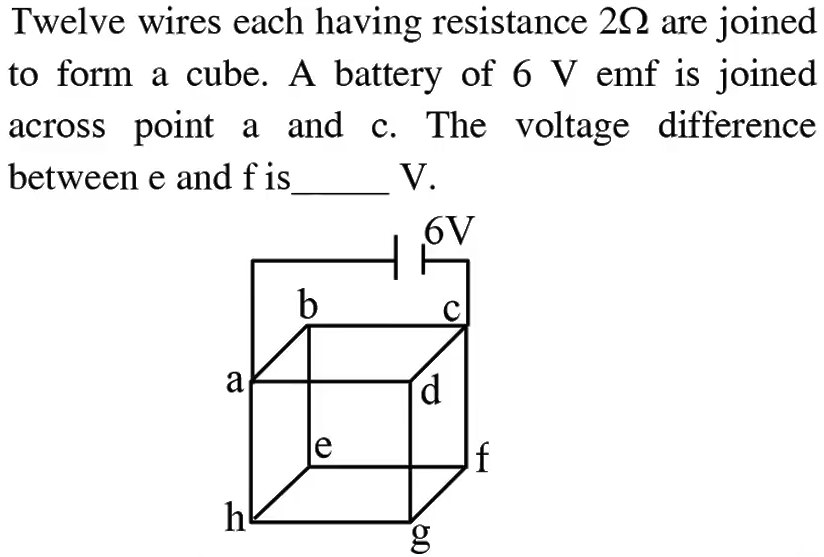 Twelve wires each having resistance 2Ω are joined
to form a cube. A battery of 6 V emf is joined
across point a and c. The voltage difference
between e and f is_____ V.
6V
b c
a d
e f
h g